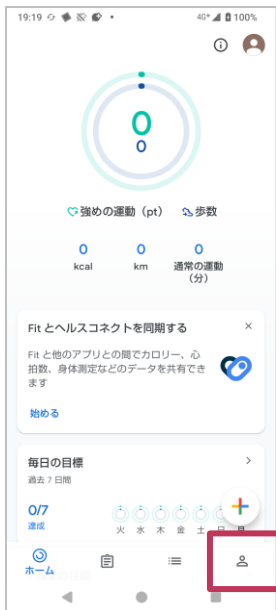 19:19
4G+ 100%
0
0
強めの運動（pt） 歩数
0 0 0
kcal km 通常の運動
（分）
Fit とヘルスコネクトを同期する ×
Fit と他のアプリとの間でカロリー、心
拍数、身体測定などのデータを共有でき
ます
始める
毎日の目標
過去 7 日間
0/7
達成
火 水 木 金 土 日 月
ホーム